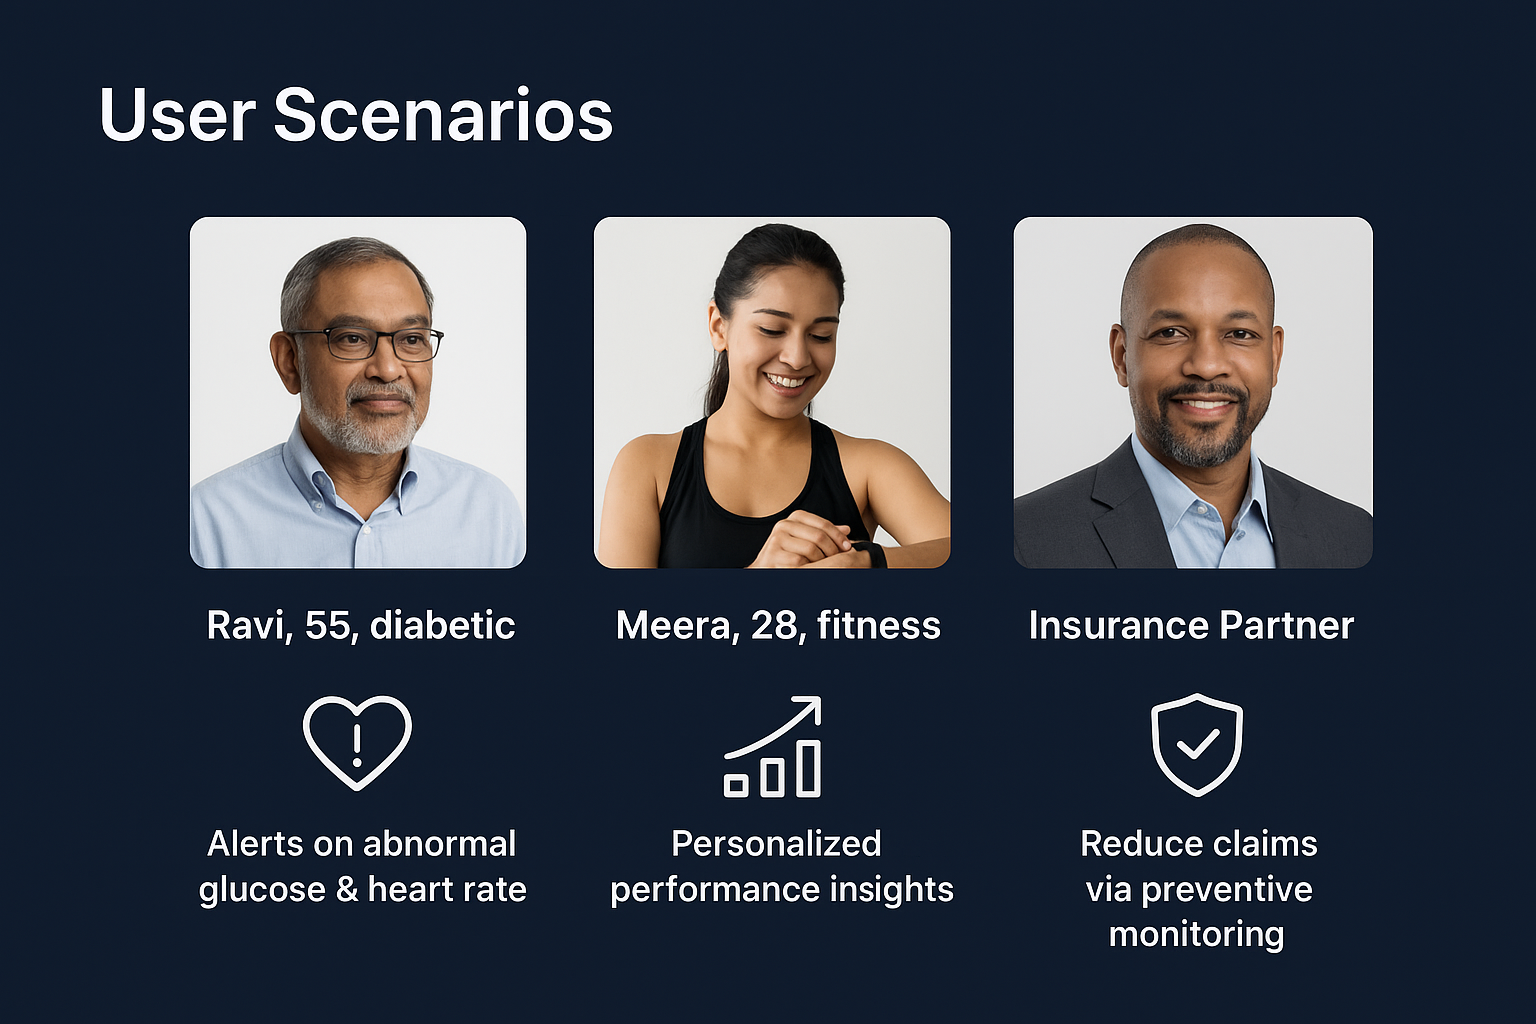 User Scenarios
Ravi, 55, diabetic
Meera, 28, fitness
Insurance Partner
Alerts on abnormal
glucose & heart rate
Personalized
performance insights
Reduce claims
via preventive
monitoring